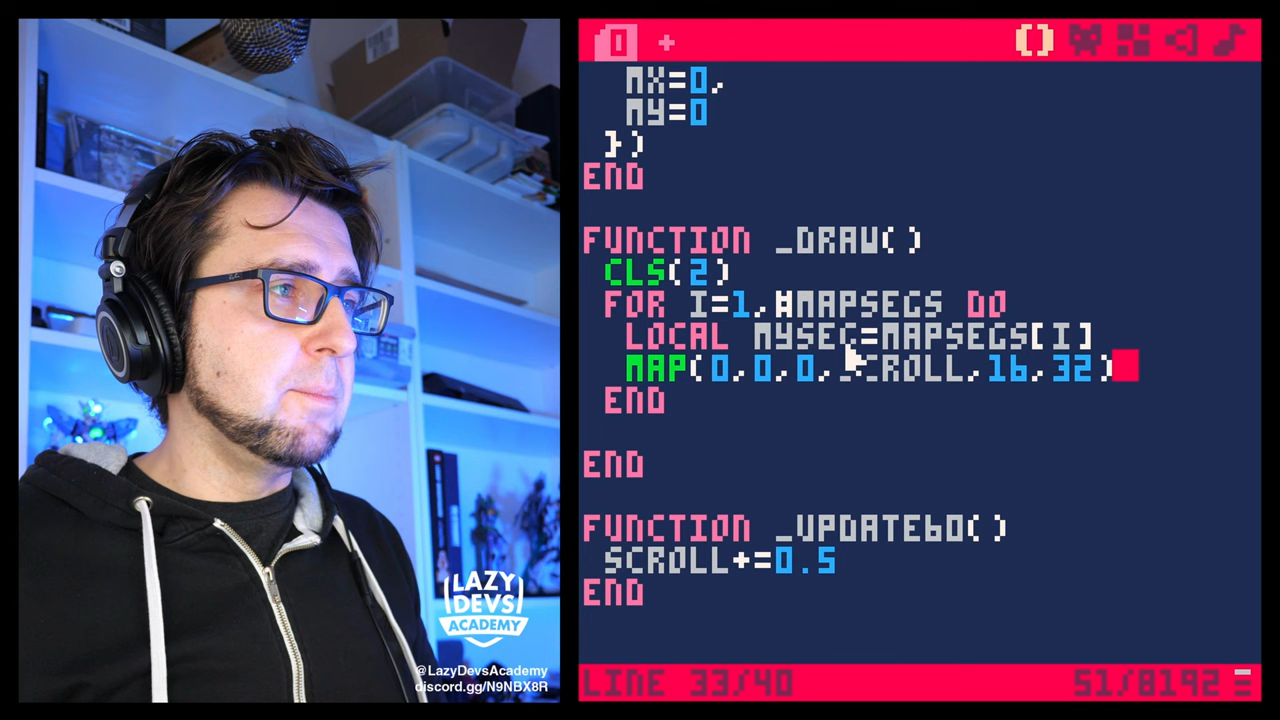 LAZY
DEVS
ACADEMY
@LazyDevsAcademy
discord.gg/N9NBX8R
0 +
MX=0,
MY=0
})
END
FUNCTION _DRAW()
CLS(2)
FOR I=1,#MAPSEGS DO
LOCAL MYSEG=MAPSEGS[I]
MAP(0,0,0,SCROLL,16,32)
END
END
FUNCTION _UPDATE60()
SCROLL+=0.5
END
LINE 33/40
51/8192